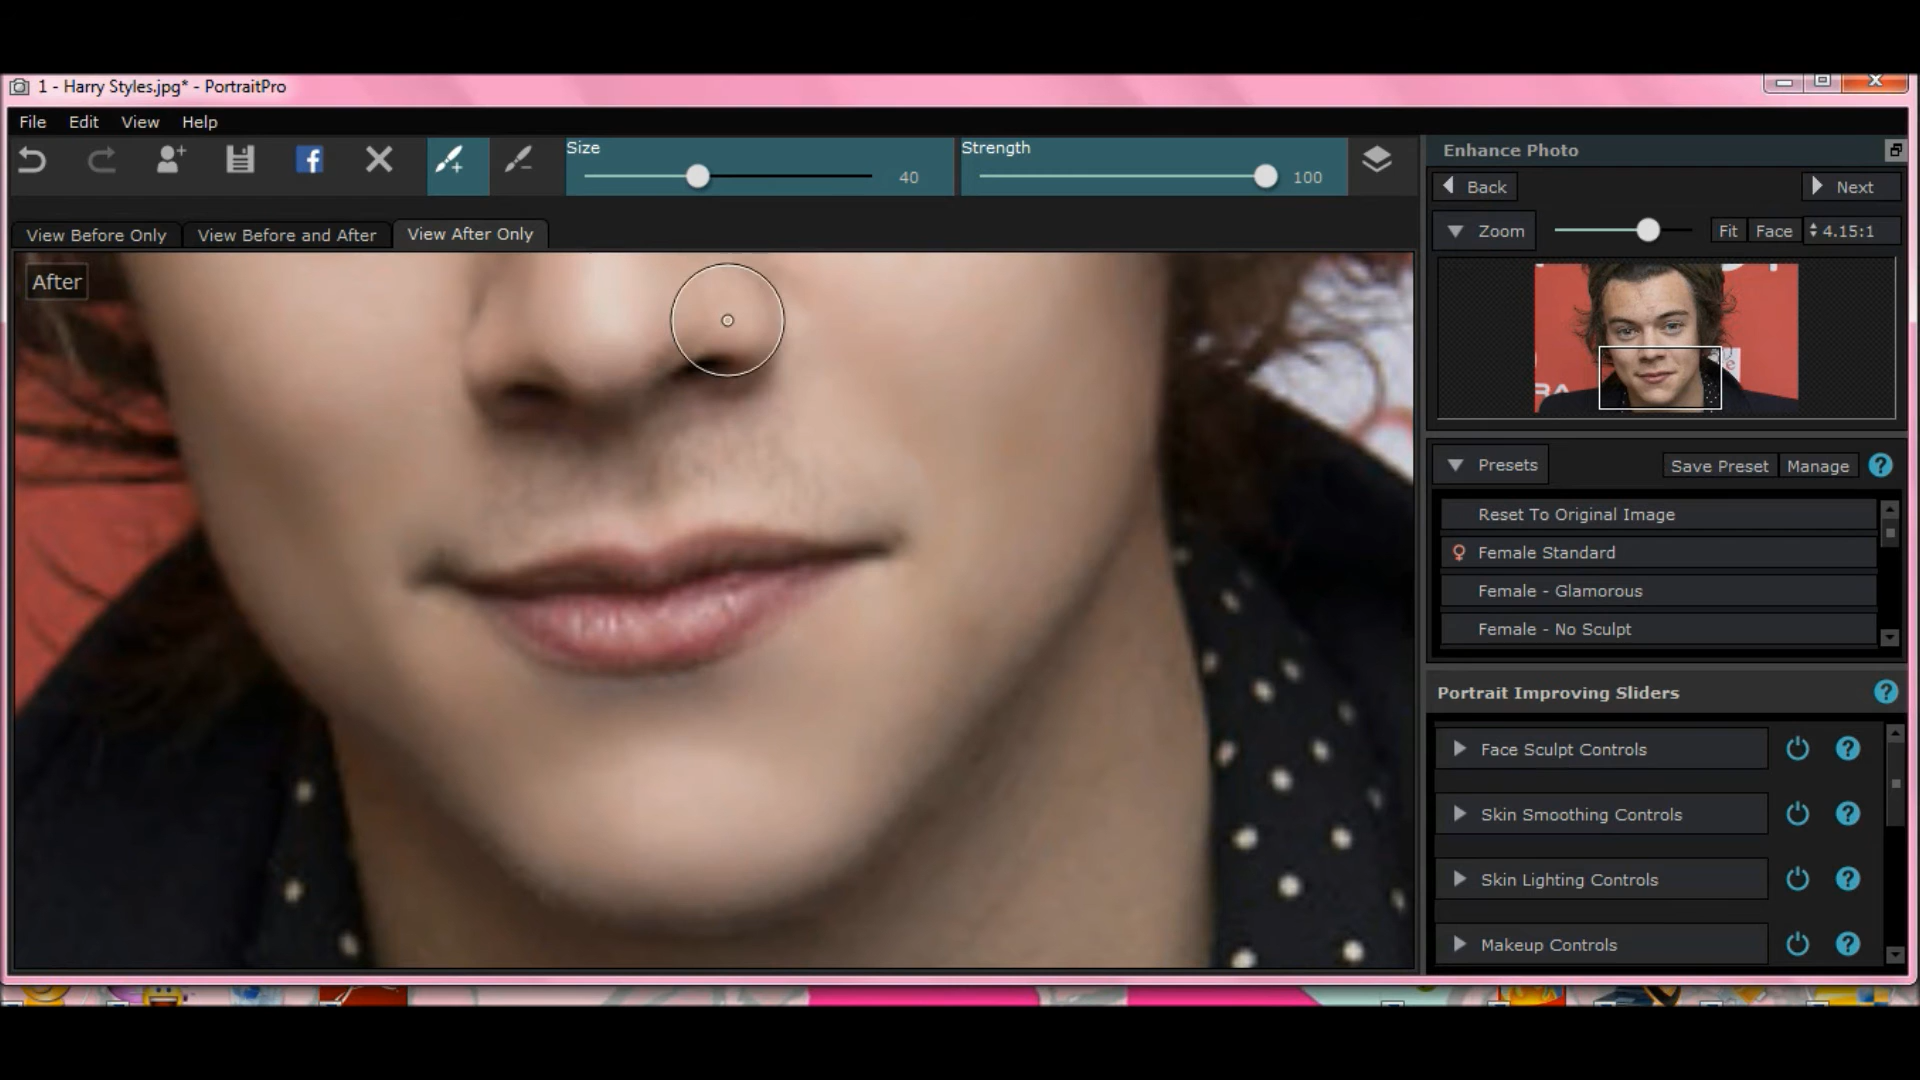 1 - Harry Styles.jpg* - PortraitPro
File Edit View Help
Size
40
Strength
100
View Before Only
View Before and After
View After Only
After
Enhance Photo
Back
Next
Zoom
Fit
Face
4.15:1
Presets
Save Preset
Manage
?
Reset To Original Image
Female Standard
Female - Glamorous
Female - No Sculpt
Portrait Improving Sliders
?
Face Sculpt Controls
?
Skin Smoothing Controls
?
Skin Lighting Controls
?
Makeup Controls
?